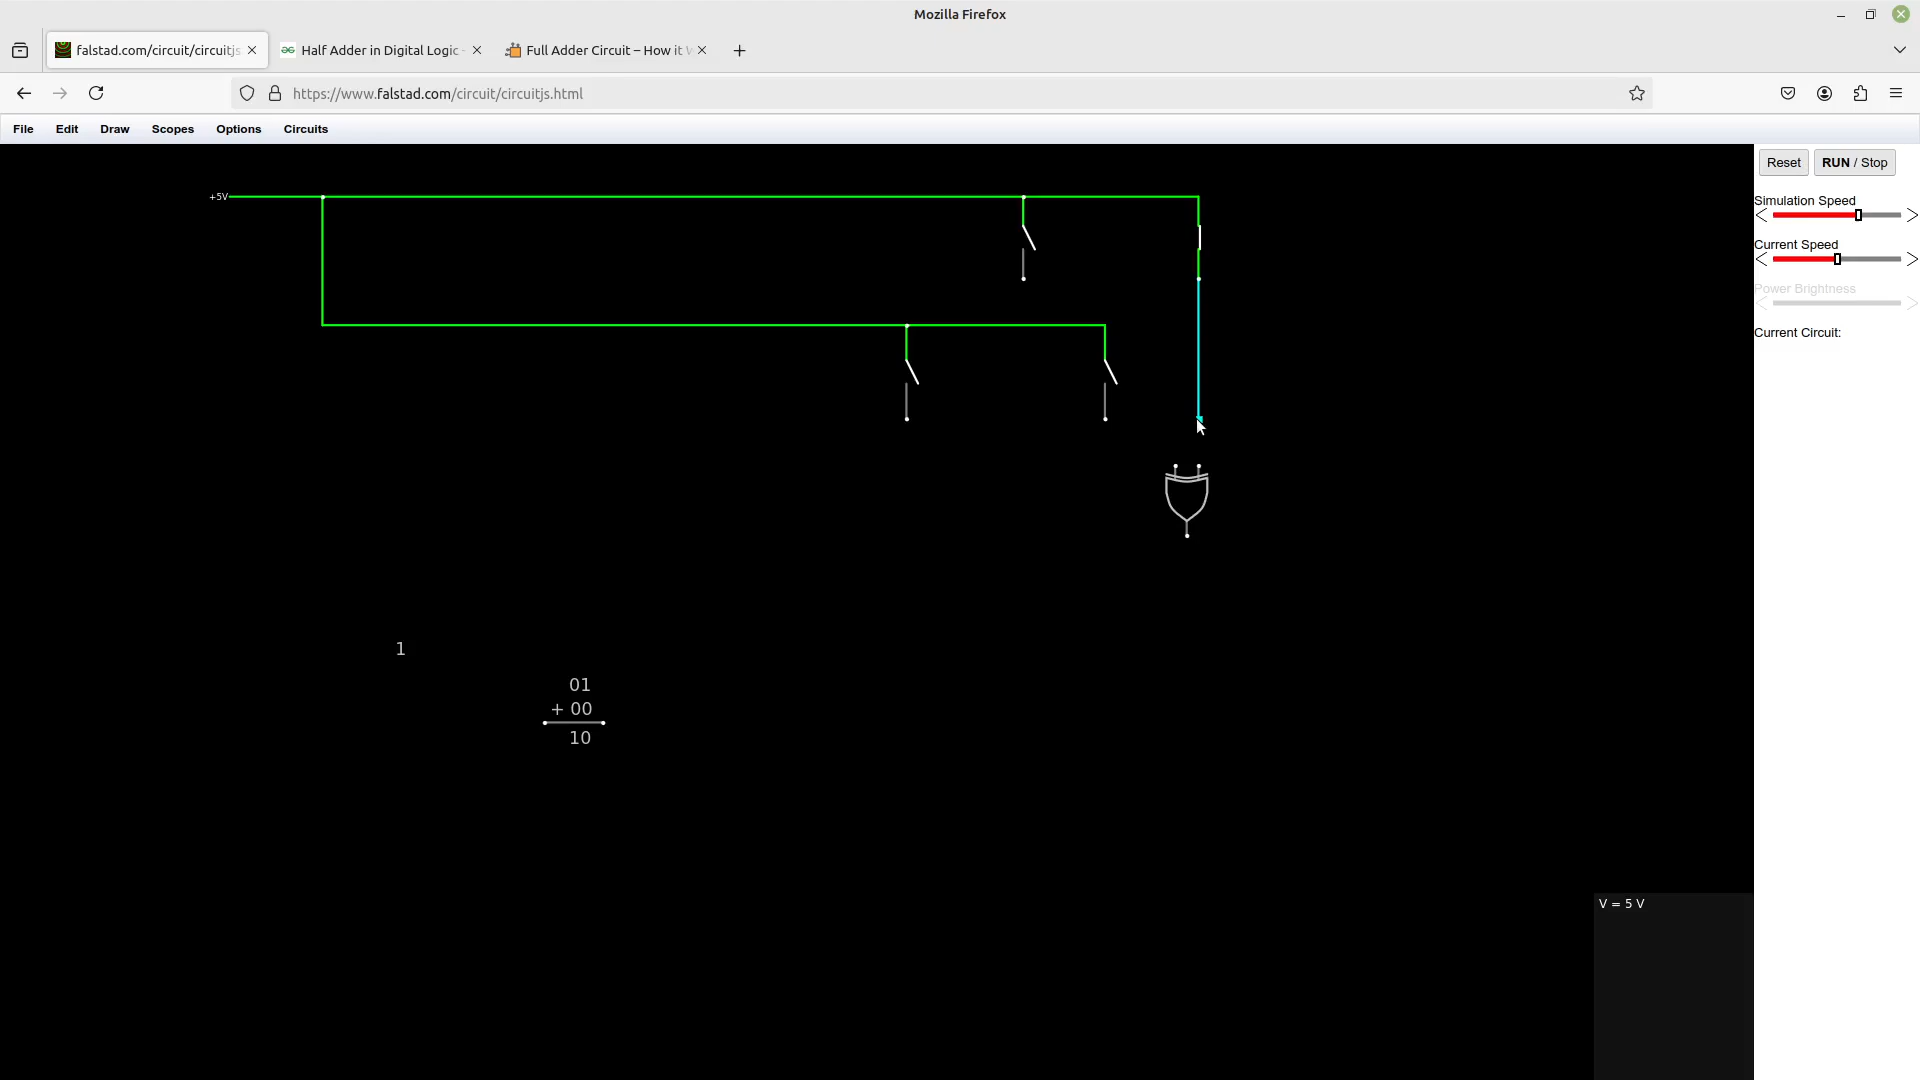 Mozilla Firefox
falstad.com/circuit/circuitjs
Half Adder in Digital Logic -
Full Adder Circuit – How it W
https://www.falstad.com/circuit/circuitjs.html
File Edit Draw Scopes Options Circuits
Reset RUN / Stop
Simulation Speed
Current Speed
Power Brightness
Current Circuit:
+5V
1
01
+ 00
10
V = 5 V